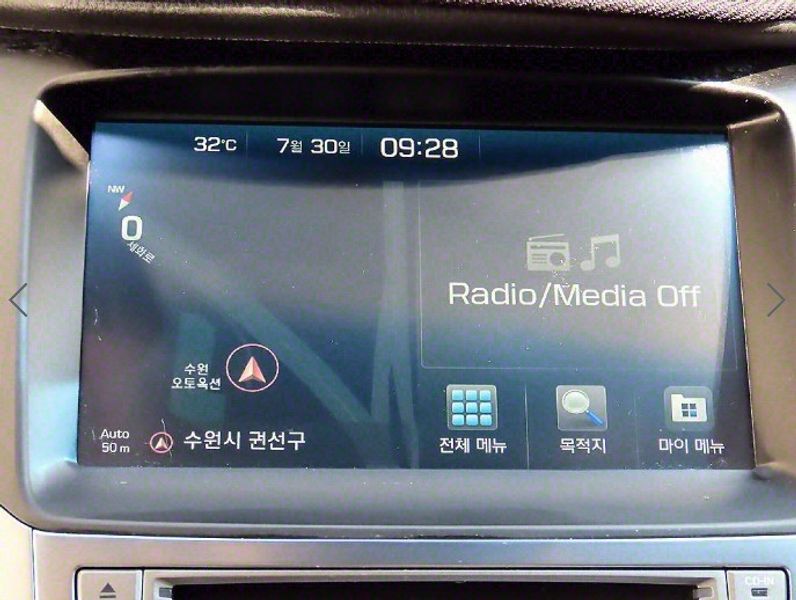 32°C 7월 30일 09:28
NW
0
세화로
Radio/Media Off
수원
오토옥션
Auto
50 m
수원시 권선구
전체 메뉴 목적지 마이 메뉴
CD-IN